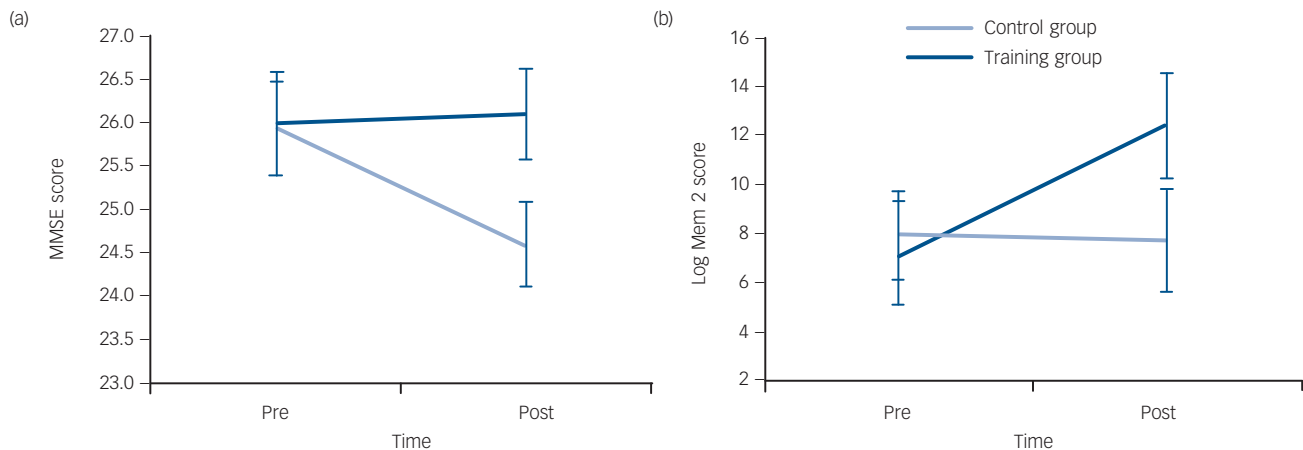 (a)
27.0
26.5
26.0
25.5
25.0
24.5
24.0
23.5
23.0
MMSE score
Pre
Post
Time
(b)
Control group
Training group
16
14
12
10
8
6
4
2
Log Mem 2 score
Pre
Post
Time